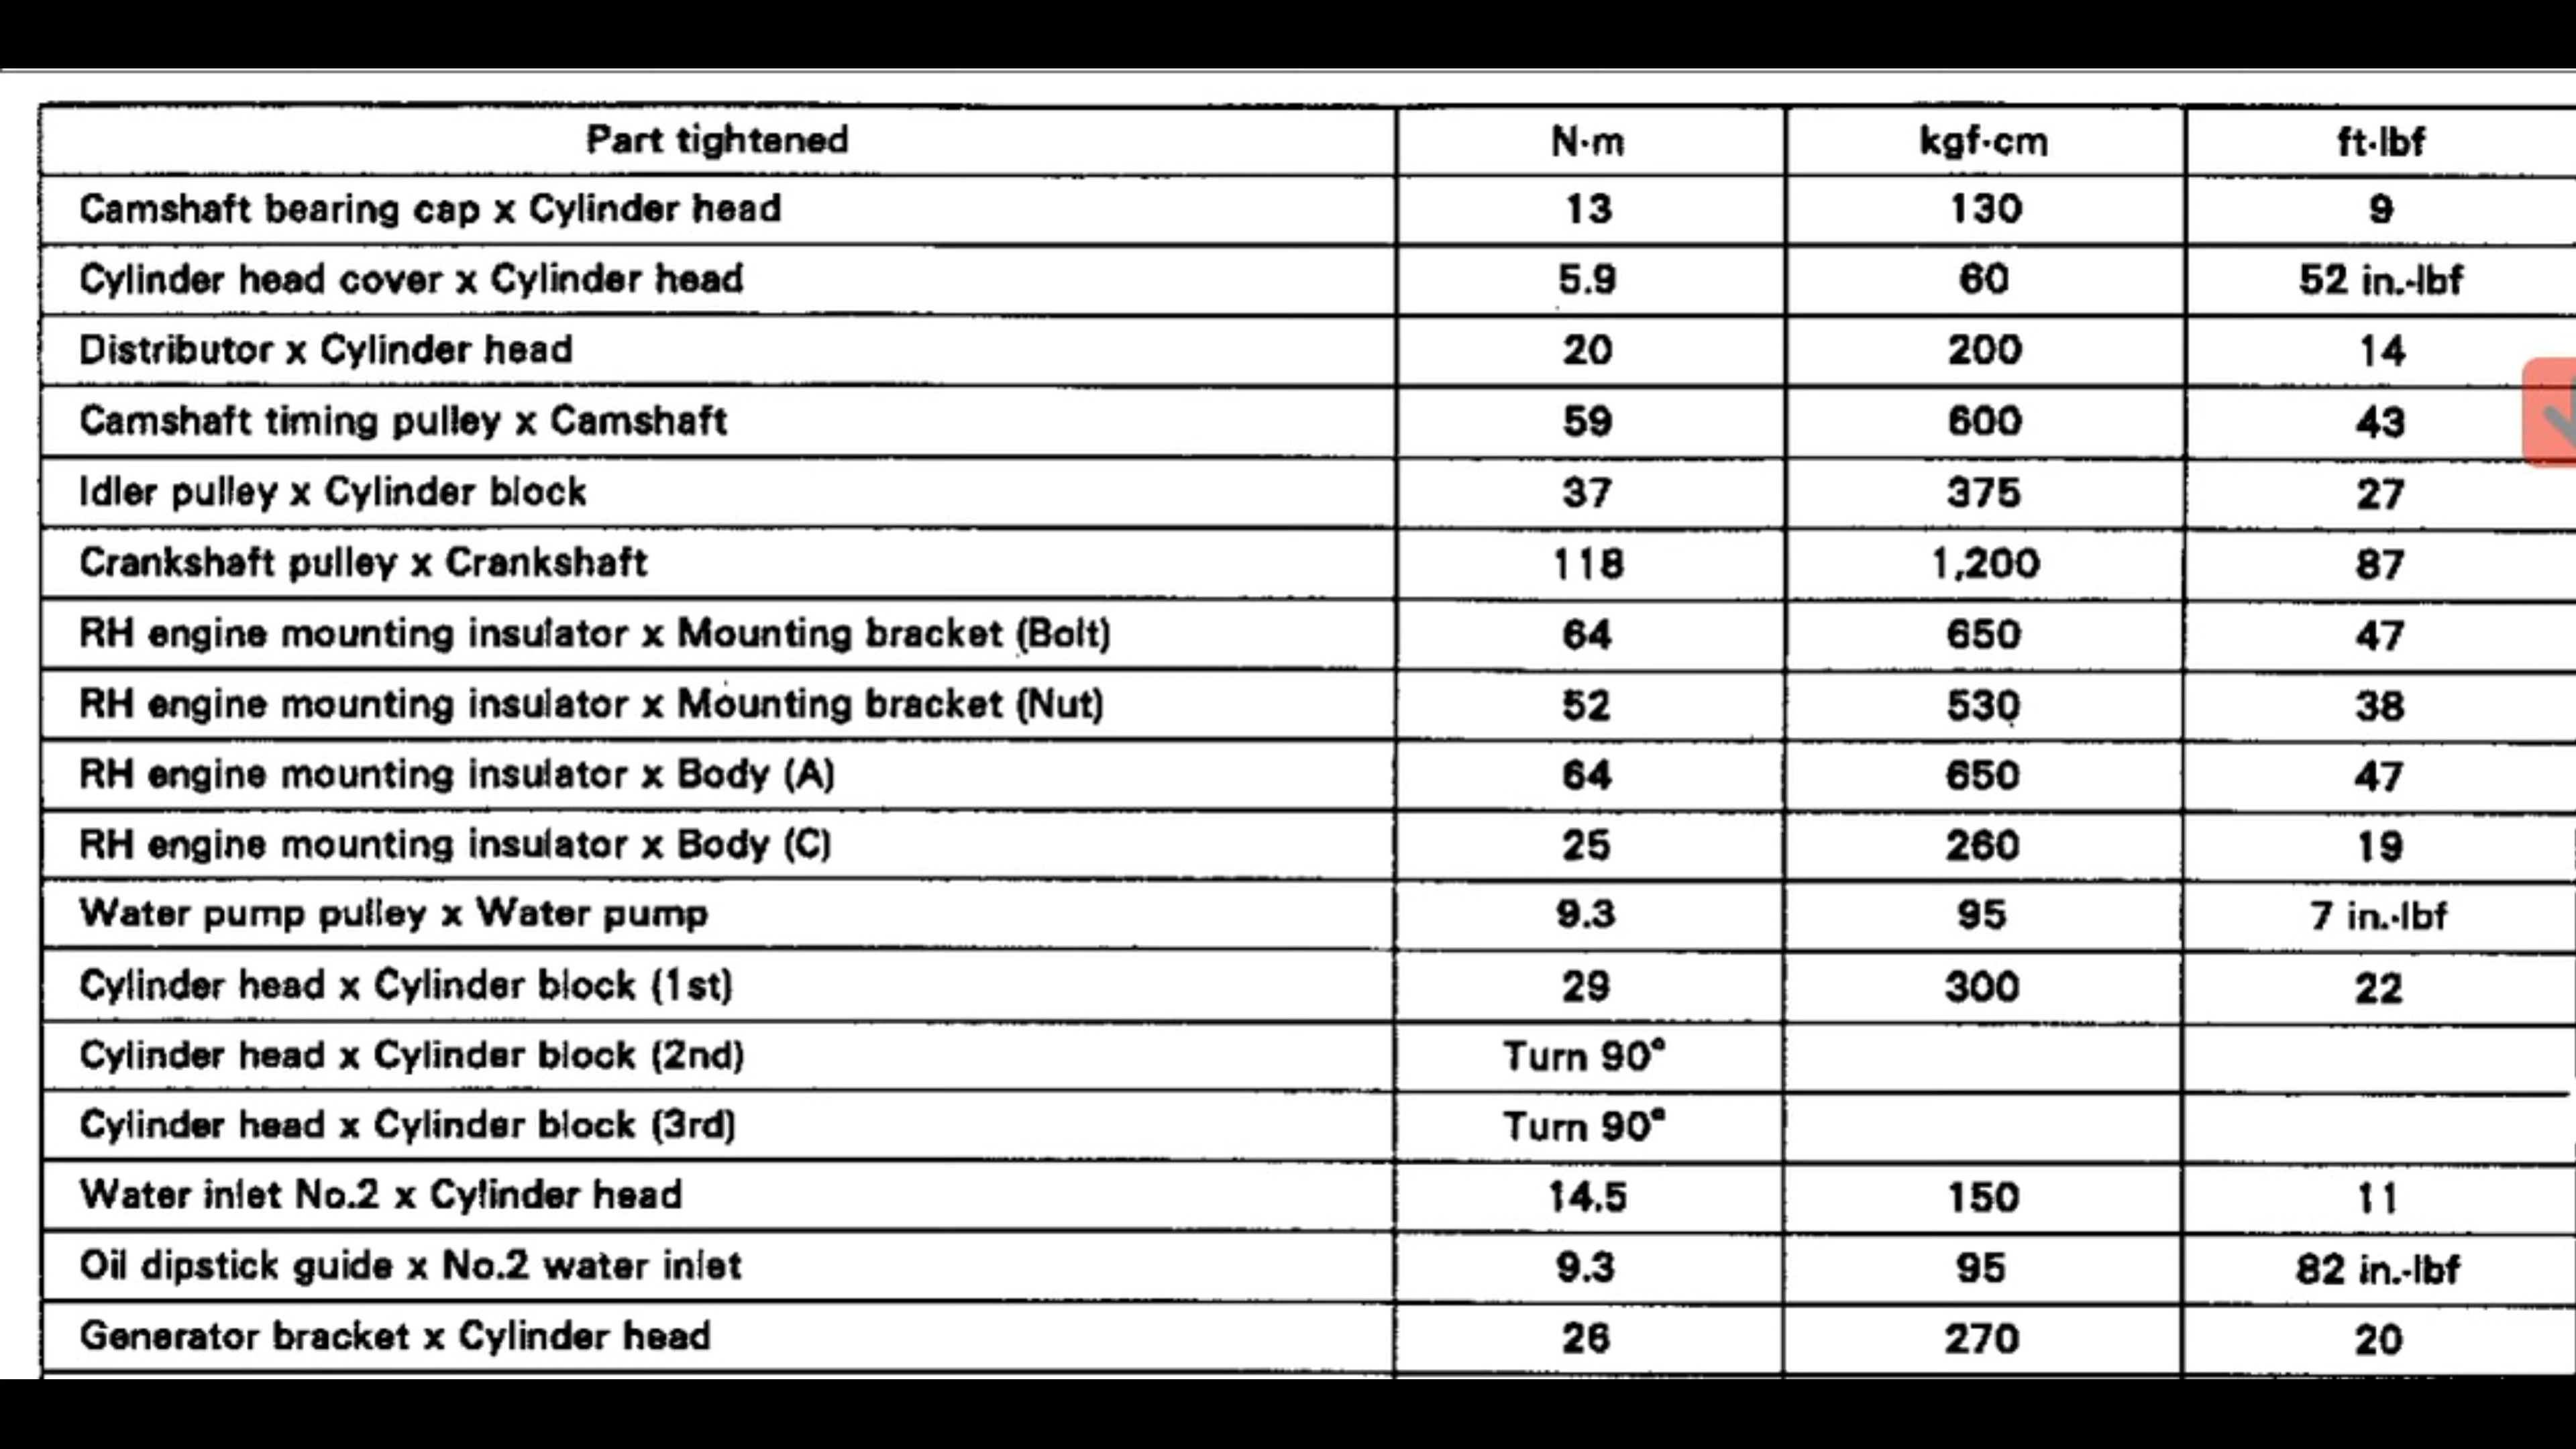 Part tightened N·m kgf·cm ft·lbf
Camshaft bearing cap x Cylinder head 13 130 9
Cylinder head cover x Cylinder head 5.9 60 52 in.-lbf
Distributor x Cylinder head 20 200 14
Camshaft timing pulley x Camshaft 59 600 43
Idler pulley x Cylinder block 37 375 27
Crankshaft pulley x Crankshaft 118 1,200 87
RH engine mounting insulator x Mounting bracket (Bolt) 64 650 47
RH engine mounting insulator x Mounting bracket (Nut) 52 530 38
RH engine mounting insulator x Body (A) 64 650 47
RH engine mounting insulator x Body (C) 25 260 19
Water pump pulley x Water pump 9.3 95 7 in.·lbf
Cylinder head x Cylinder block (1st) 29 300 22
Cylinder head x Cylinder block (2nd) Turn 90°
Cylinder head x Cylinder block (3rd) Turn 90°
Water inlet No.2 x Cylinder head 14.5 150 11
Oil dipstick guide x No.2 water inlet 9.3 95 82 in.-lbf
Generator bracket x Cylinder head 26 270 20